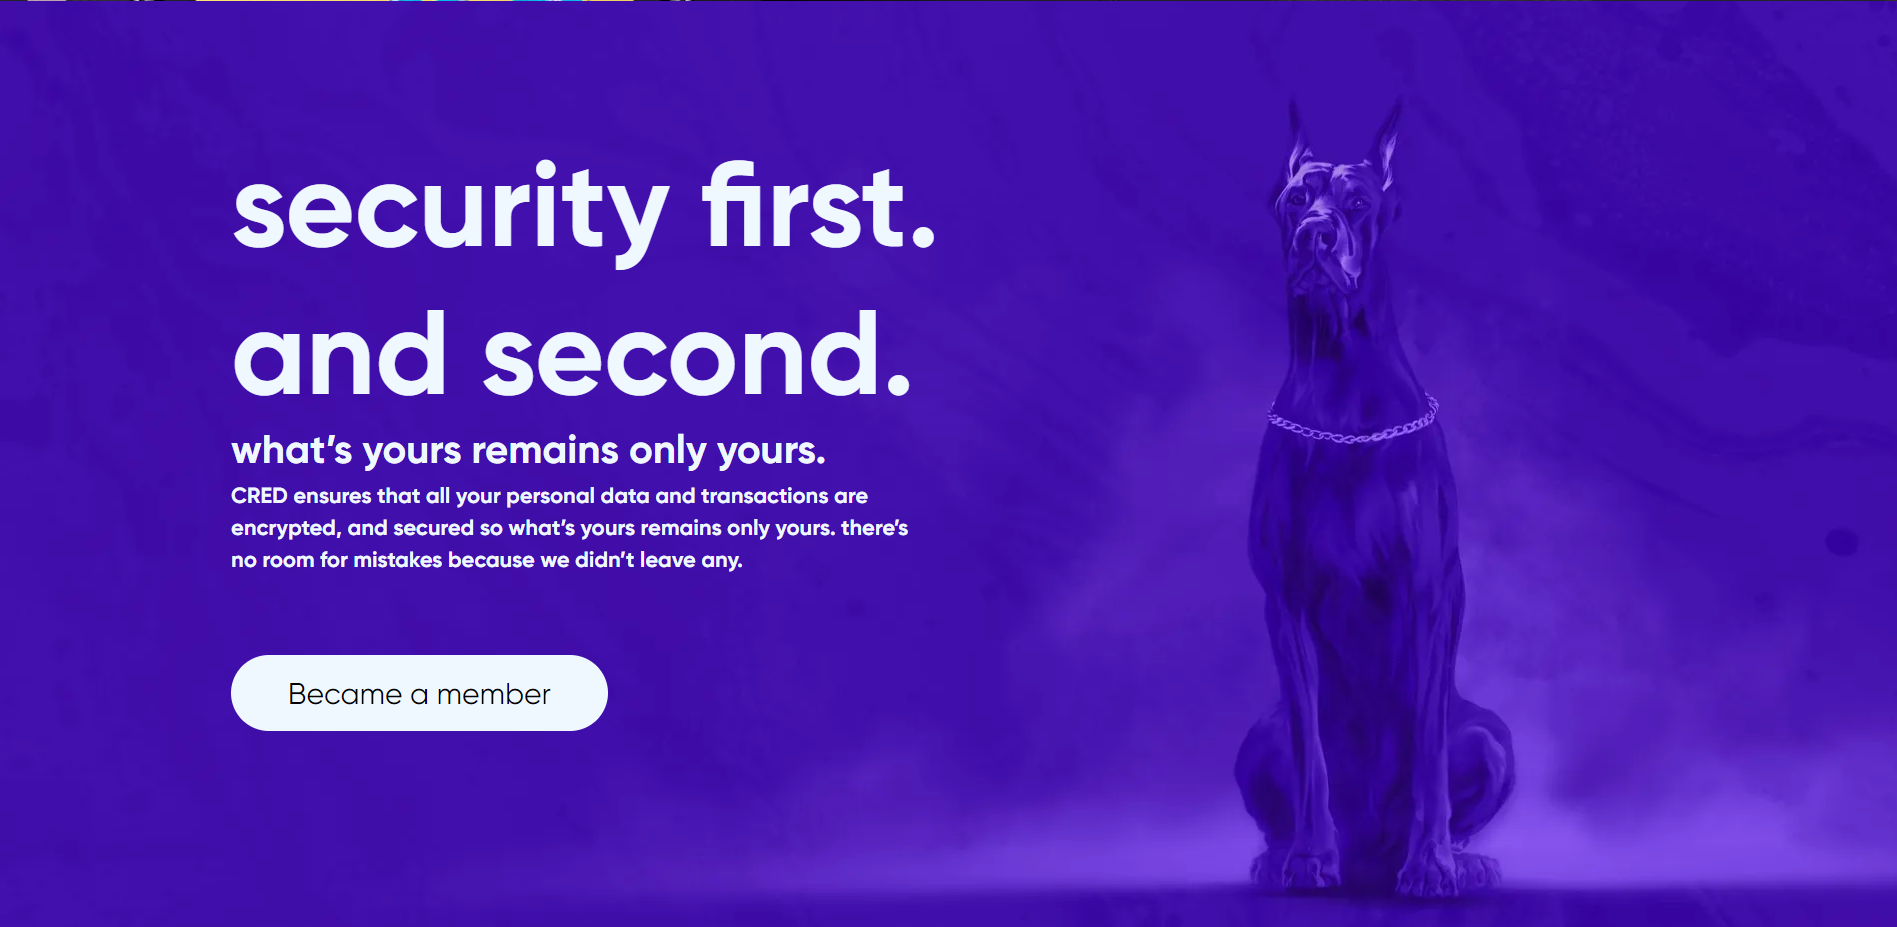 security first.
and second.
what’s yours remains only yours.
CRED ensures that all your personal data and transactions are
encrypted, and secured so what’s yours remains only yours. there’s
no room for mistakes because we didn’t leave any.
Became a member